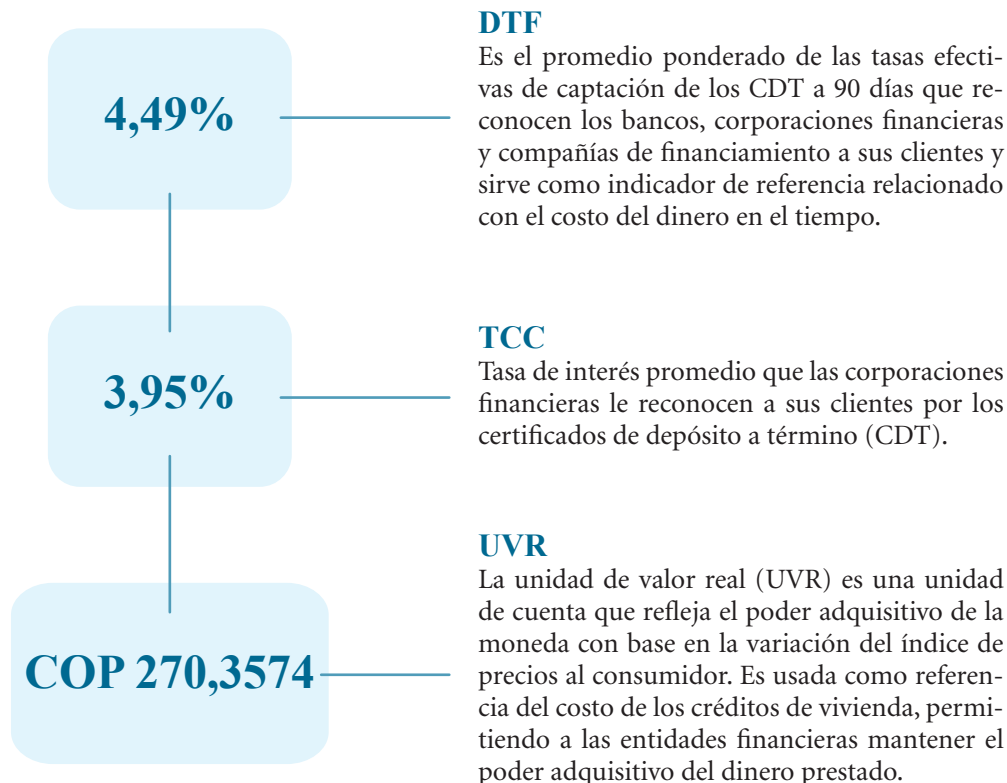 4,49%
DTF
Es el promedio ponderado de las tasas efecti-
vas de captación de los CDT a 90 días que re-
conocen los bancos, corporaciones financieras
y compañías de financiamiento a sus clientes y
sirve como indicador de referencia relacionado
con el costo del dinero en el tiempo.
3,95%
TCC
Tasa de interés promedio que las corporaciones
financieras le reconocen a sus clientes por los
certificados de depósito a término (CDT).
COP 270,3574
UVR
La unidad de valor real (UVR) es una unidad
de cuenta que refleja el poder adquisitivo de la
moneda con base en la variación del índice de
precios al consumidor. Es usada como referen-
cia del costo de los créditos de vivienda, permi-
tiendo a las entidades financieras mantener el
poder adquisitivo del dinero prestado.